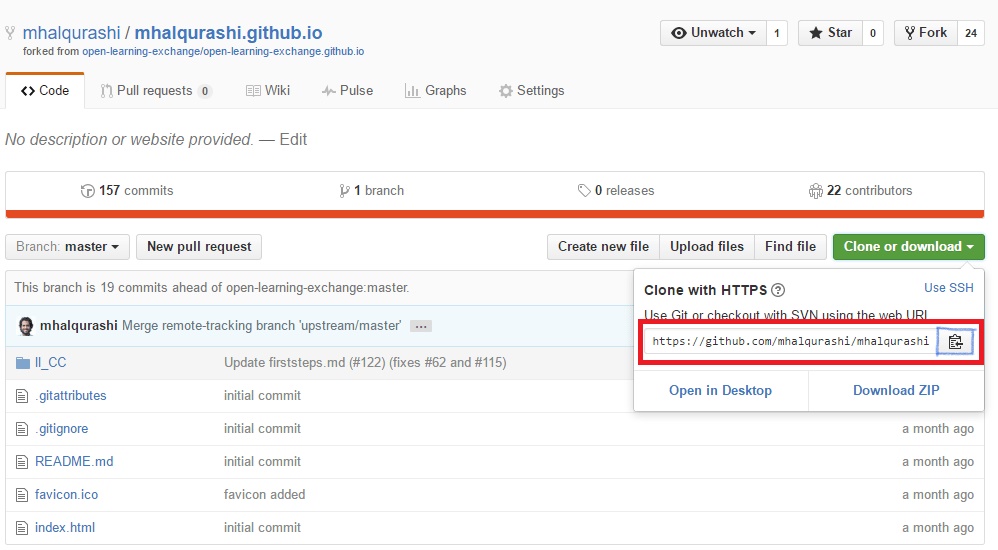 mhalqurashi / mhalqurashi.github.io
Unwatch 1 Star 0 Fork 24
forked from open-learning-exchange/open-learning-exchange.github.io
Code Pull requests 0 Wiki Pulse Graphs Settings
No description or website provided. — Edit
157 commits 1 branch 0 releases 22 contributors
Branch: master New pull request Create new file Upload files Find file Clone or download
This branch is 19 commits ahead of open-learning-exchange:master.
Clone with HTTPS ? Use SSH
Use Git or checkout with SVN using the web URL.
mhalqurashi Merge remote-tracking branch 'upstream/master' ...
https://github.com/mhalqurashi/mhalqurashi
ll_CC Update firststeps.md (#122) (fixes #62 and #115)
Open in Desktop Download ZIP
.gitattributes initial commit
.gitignore initial commit a month ago
README.md initial commit a month ago
favicon.ico favicon added a month ago
index.html initial commit a month ago